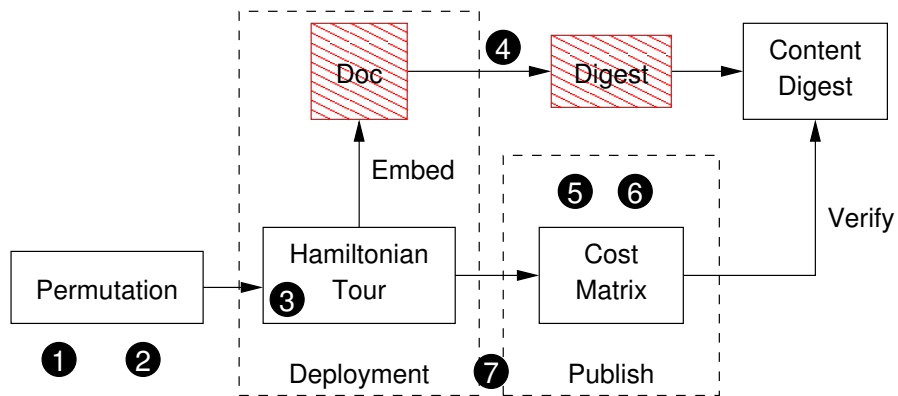 Doc
4
Digest
Content
Digest
Embed
5
6
Verify
Hamiltonian
Tour
3
Cost
Matrix
Permutation
1
2
Deployment
7
Publish